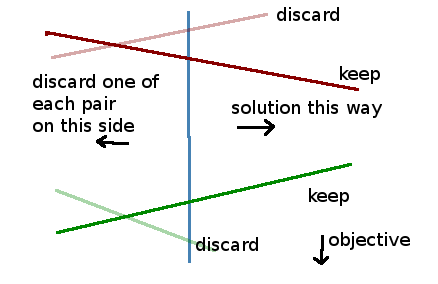 discard
keep
discard one of
each pair
on this side
solution this way
keep
discard
objective